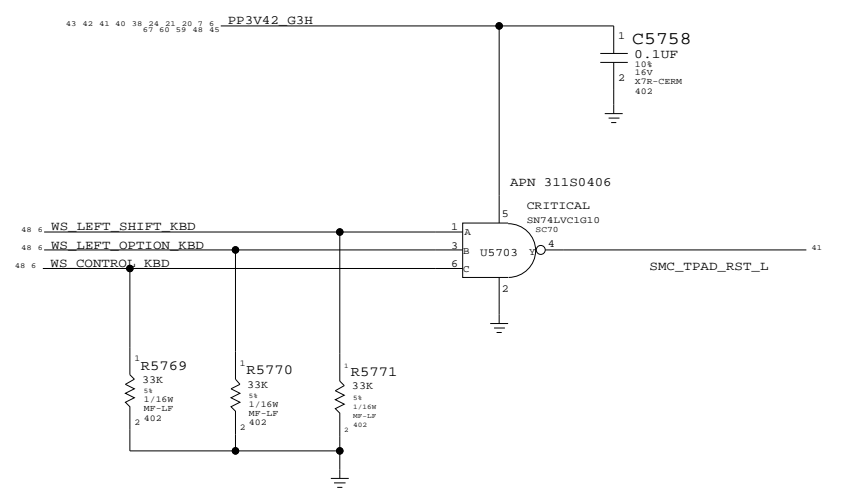 43 42 41 40 38 24 21 20 7 6
67 60 59 48 45
PP3V42_G3H
1
C5758
0.1UF
10%
16V
X7R-CERM
402
2
APN 311S0406
5
CRITICAL
SN74LVC1G10
SC70
48 6 WS_LEFT_SHIFT_KBD 1 A
48 6 WS_LEFT_OPTION_KBD 3 B U5703 Y 4 41
48 6 WS_CONTROL_KBD 6 C
SMC_TPAD_RST_L
2
1 R5769
33K
5%
1/16W
MF-LF
402
2
1 R5770
33K
5%
1/16W
MF-LF
402
2
1 R5771
33K
5%
1/16W
MF-LF
402
2